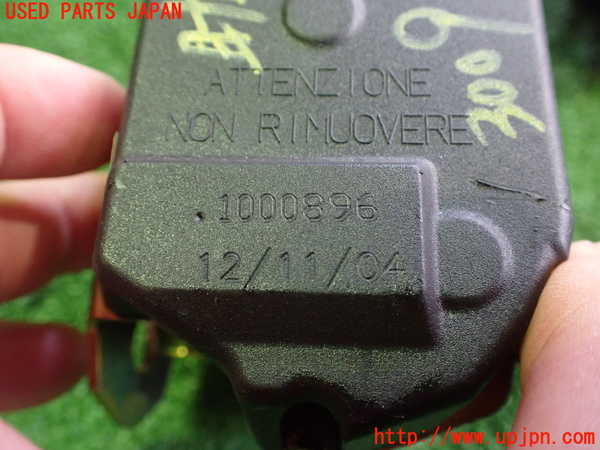 USED PARTS JAPAN
ATTENZIONE
NON RIMUOVERE
1000896
12/11/04
http://www.upjpn.com/